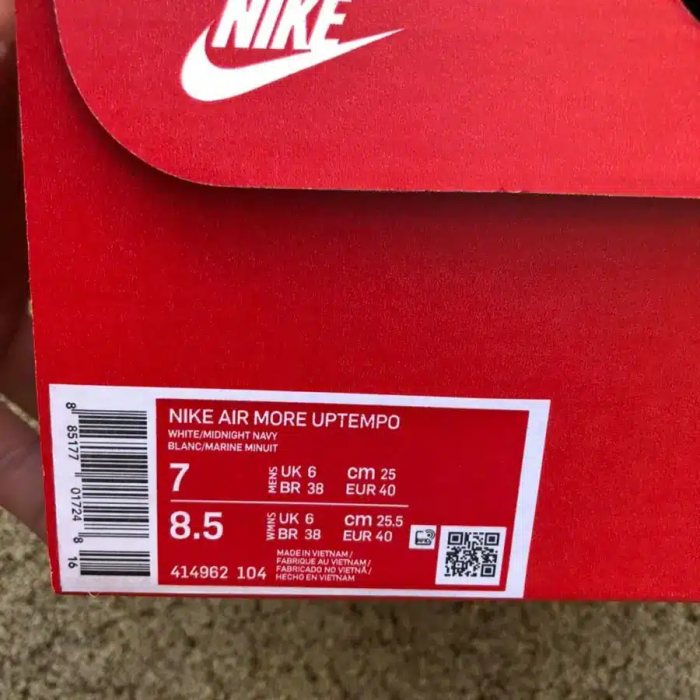 NIKE
NIKE AIR MORE UPTEMPO
WHITE/MIDNIGHT NAVY
BLANC/MARINE MINUIT
7 MENS UK 6 cm 25
BR 38 EUR 40
8.5 WMNS UK 6 cm 25.5
BR 38 EUR 40
414962 104
MADE IN VIETNAM /
FABRIQUE AU VIETNAM /
FABRICADO NO VIETNÃ /
HECHO EN VIETNAM
RFID
8 85177 01724 8 16